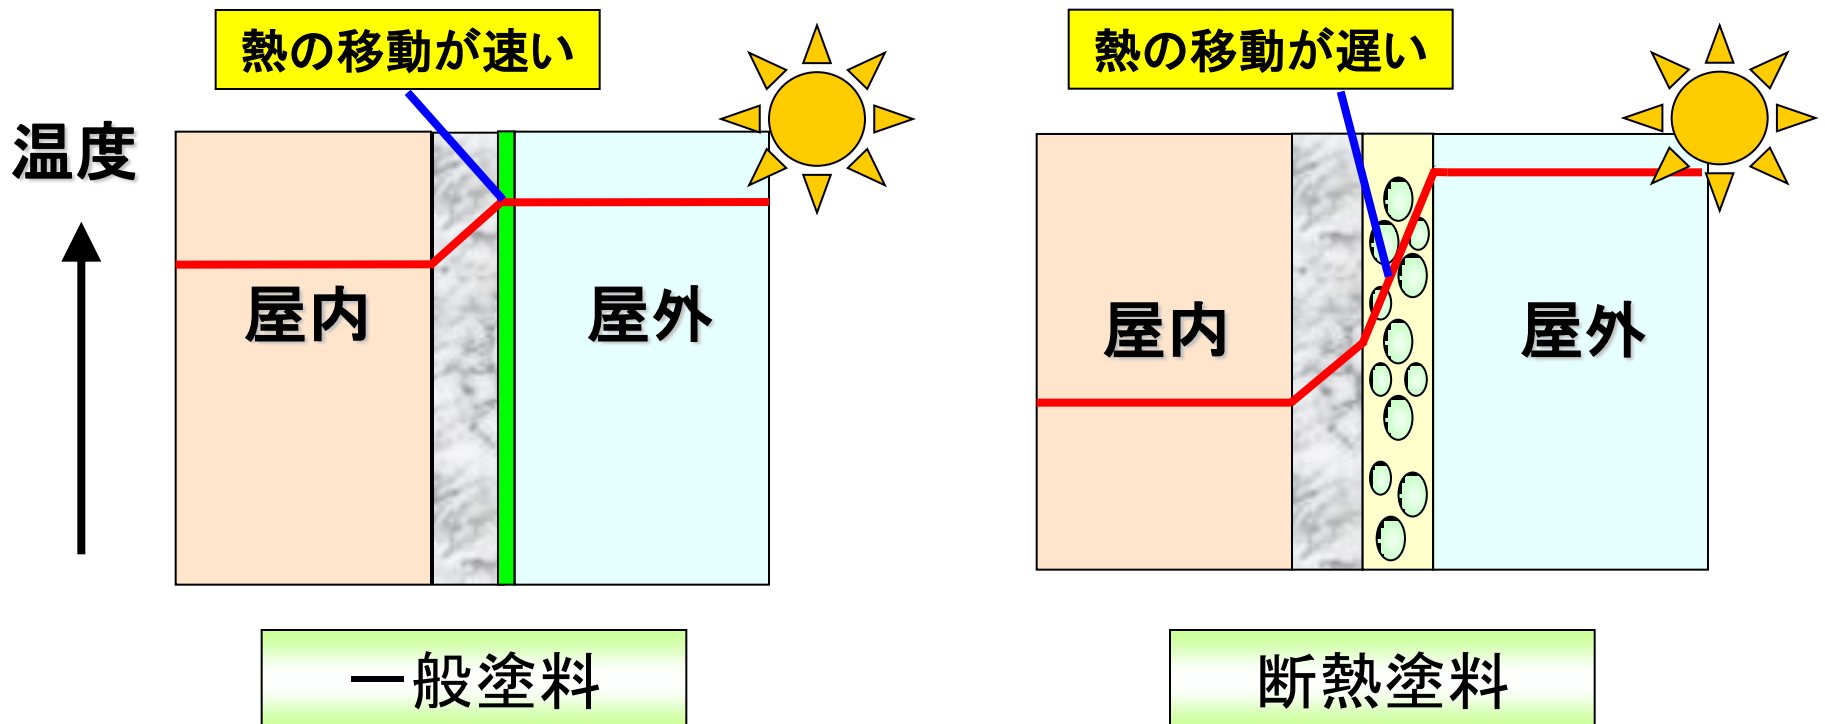 熱の移動が速い
熱の移動が遅い
温度
屋内
屋外
屋内
屋外
一般塗料
断熱塗料